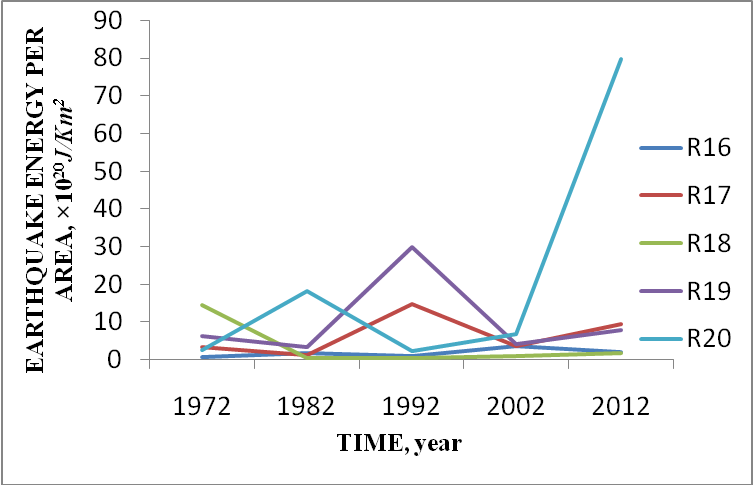 EARTHQUAKE ENERGY PER
AREA, ×10²⁰J/Km²
90
80
70
60
50
40
30
20
10
0
1972 1982 1992 2002 2012
TIME, year
R16
R17
R18
R19
R20